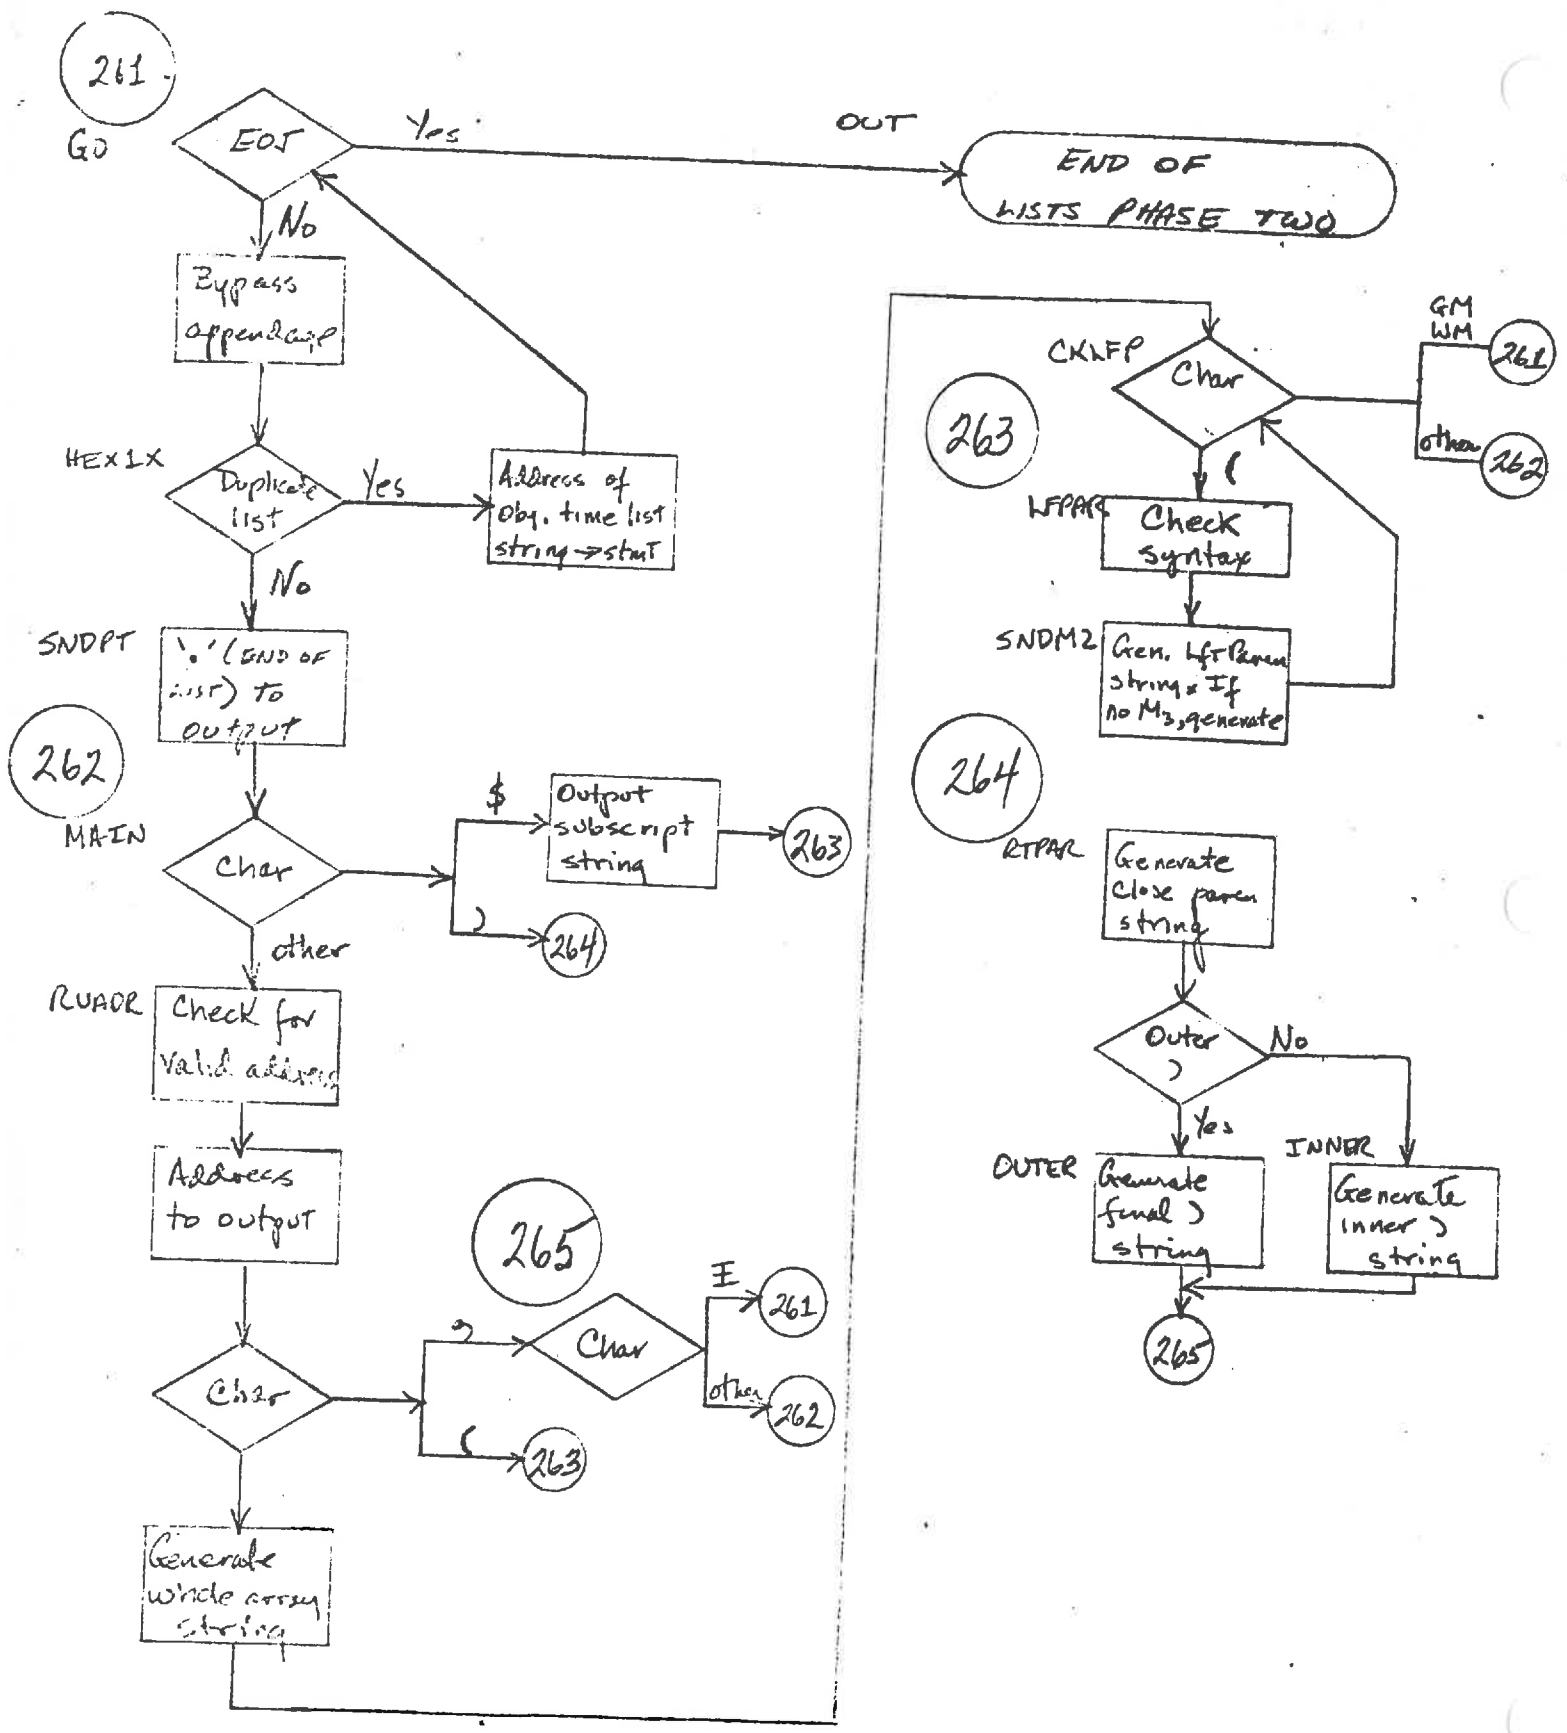 261
GO
EOJ
Yes
OUT
END OF
LISTS PHASE TWO
No
Bypass
appendage
HEX1X
Duplicate
list
Yes
Address of
Obj. time list
string → stmT
No
SNDPT
'.' (END OF
LIST) TO
OUTPUT
262
MAIN
Char
$
Output
subscript
string
263
)
264
other
RUADR
Check for
valid address
Address
to output
Char
,
265
Char
261
other
262
(
263
Generate
whole array
string
CKLFP
Char
GM
WM
261
other
262
263
(
LFPAR
Check
syntax
SNDM2
Gen. LfT Paren
string. If
no M3, generate
264
RTPAR
Generate
Close paren
string
Outer
)
No
Yes
OUTER
Generate
final )
string
INNER
Generate
inner )
string
265